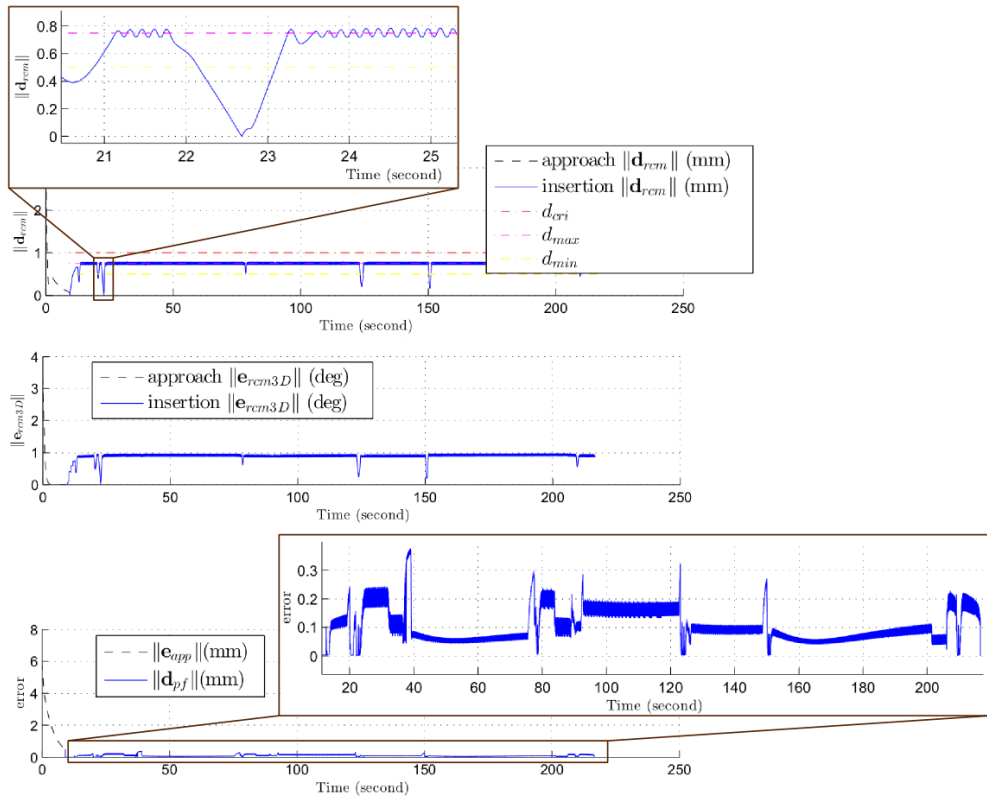 0.8
0.6
0.4
0.2
0
‖d_rcm‖
21 22 23 24 25
Time (second)
approach ‖d_rcm‖ (mm)
insertion ‖d_rcm‖ (mm)
d_cri
d_max
d_min
2
1
0
‖d_rcm‖
0 50 100 150 200 250
Time (second)
4
3
2
1
0
‖e_rcm3D‖
approach ‖e_rcm3D‖ (deg)
insertion ‖e_rcm3D‖ (deg)
0 50 100 150 200 250
Time (second)
0.3
0.2
0.1
0
error
20 40 60 80 100 120 140 160 180 200
Time (second)
8
6
4
2
0
error
‖e_app‖(mm)
‖d_pf‖(mm)
0 50 100 150 200 250
Time (second)